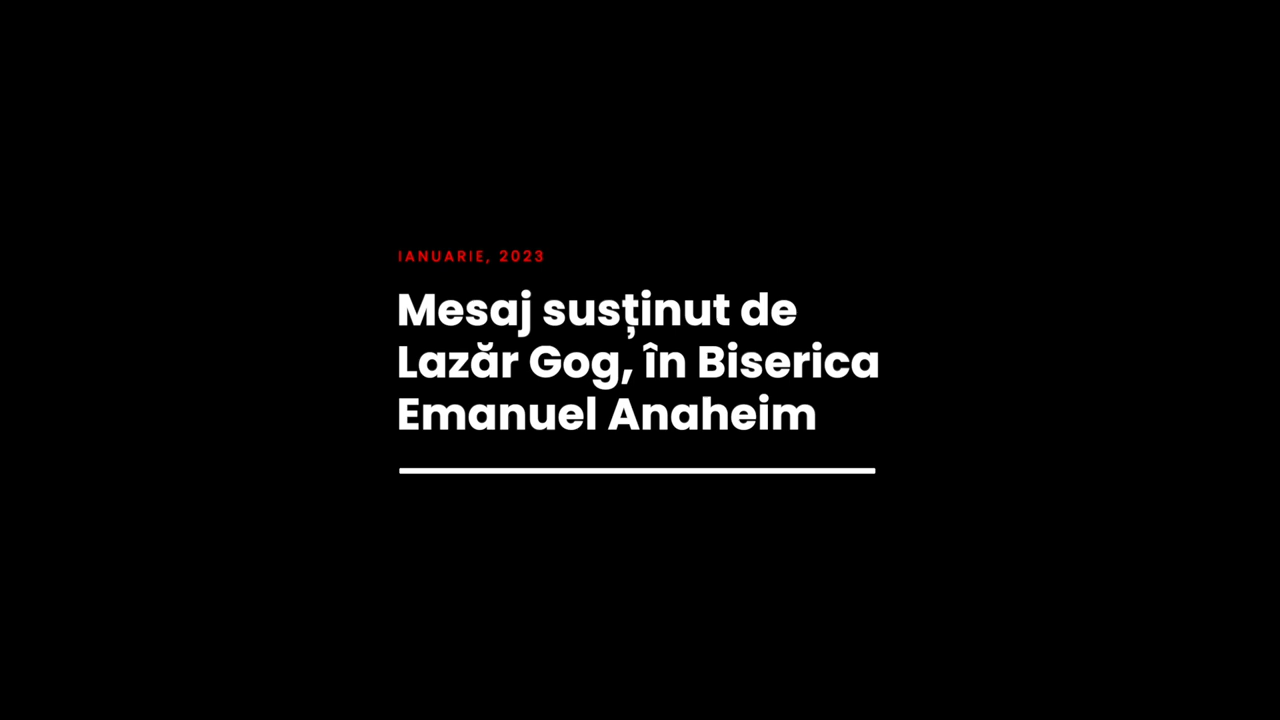 IANUARIE, 2023
Mesaj susținut de
Lazăr Gog, în Biserica
Emanuel Anaheim